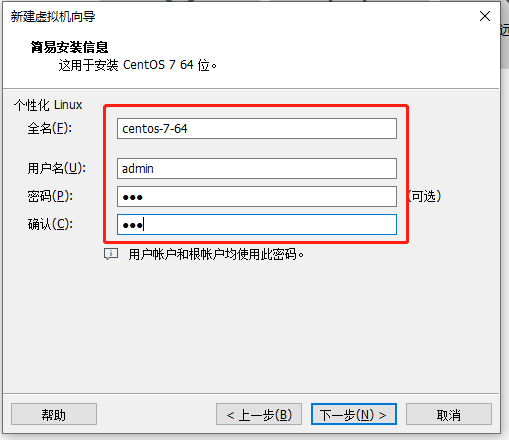 新建虚拟机向导
简易安装信息
这用于安装 CentOS 7 64 位。
远
个性化 Linux
全名(F): centos-7-64
用户名(U): admin
密码(P): ●●● (可选)
确认(C): ●●●
用户帐户和根帐户均使用此密码。
帮助 < 上一步(B) 下一步(N) > 取消